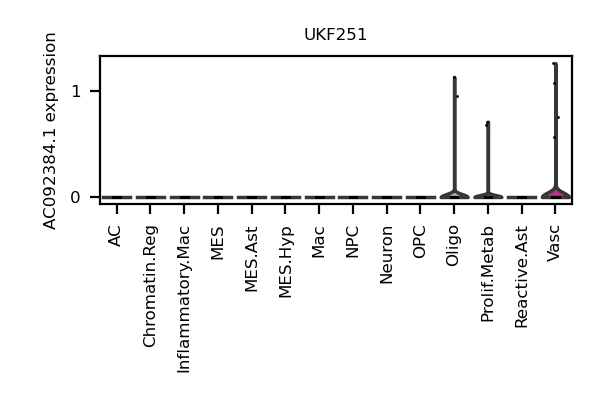 UKF251
AC092384.1 expression
1
0
AC
Chromatin.Reg
Inflammatory.Mac
MES
MES.Ast
MES.Hyp
Mac
NPC
Neuron
OPC
Oligo
Prolif.Metab
Reactive.Ast
Vasc